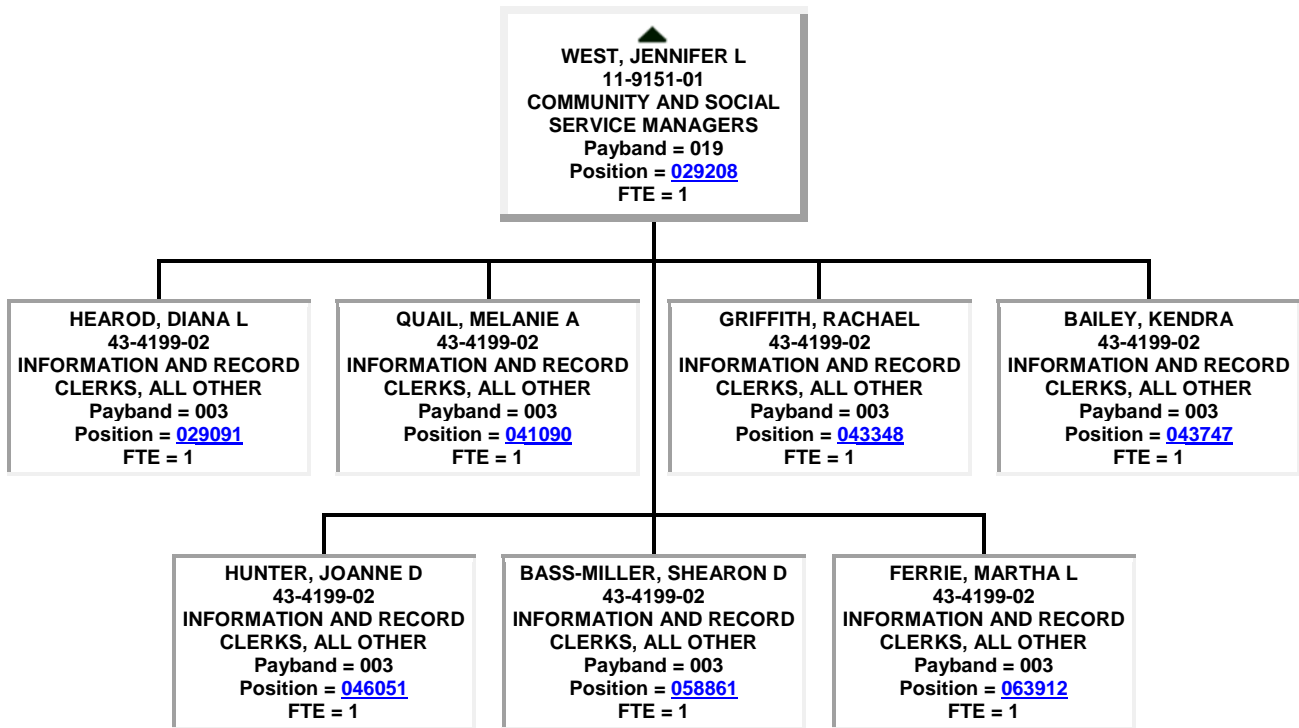 WEST, JENNIFER L
11-9151-01
COMMUNITY AND SOCIAL
SERVICE MANAGERS
Payband = 019
Position = 029208
FTE = 1
HEAROD, DIANA L
43-4199-02
INFORMATION AND RECORD
CLERKS, ALL OTHER
Payband = 003
Position = 029091
FTE = 1
QUAIL, MELANIE A
43-4199-02
INFORMATION AND RECORD
CLERKS, ALL OTHER
Payband = 003
Position = 041090
FTE = 1
GRIFFITH, RACHAEL
43-4199-02
INFORMATION AND RECORD
CLERKS, ALL OTHER
Payband = 003
Position = 043348
FTE = 1
BAILEY, KENDRA
43-4199-02
INFORMATION AND RECORD
CLERKS, ALL OTHER
Payband = 003
Position = 043747
FTE = 1
HUNTER, JOANNE D
43-4199-02
INFORMATION AND RECORD
CLERKS, ALL OTHER
Payband = 003
Position = 046051
FTE = 1
BASS-MILLER, SHEARON D
43-4199-02
INFORMATION AND RECORD
CLERKS, ALL OTHER
Payband = 003
Position = 058861
FTE = 1
FERRIE, MARTHA L
43-4199-02
INFORMATION AND RECORD
CLERKS, ALL OTHER
Payband = 003
Position = 063912
FTE = 1